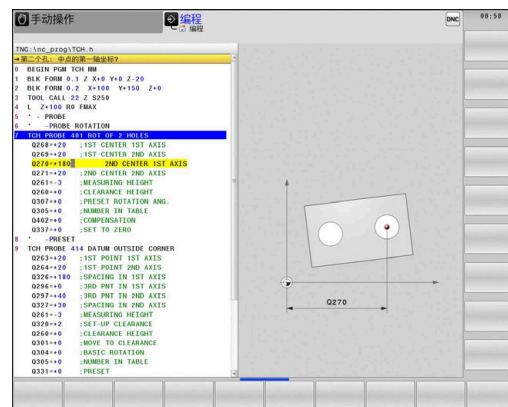 手动操作
编程
编程
DNC
08:58
TNC:\nc_prog\TCH.h
→第二个孔: 中点的第一轴坐标?
0 BEGIN PGM TCH MM
1 BLK FORM 0.1 Z X+0 Y+0 Z-20
2 BLK FORM 0.2 X+100 Y+150 Z+0
3 TOOL CALL 22 Z S250
4 L Z+100 R0 FMAX
5 * - PROBE
6 * -PROBE ROTATION
7 TCH PROBE 401 ROT OF 2 HOLES
Q268=+20 ;1ST CENTER 1ST AXIS
Q269=+20 ;1ST CENTER 2ND AXIS
Q270=+180 2ND CENTER 1ST AXIS
Q271=+20 ;2ND CENTER 2ND AXIS
Q261=-3 ;MEASURING HEIGHT
Q260=+0 ;CLEARANCE HEIGHT
Q307=+0 ;PRESET ROTATION ANG.
Q305=+0 ;NUMBER IN TABLE
Q402=+0 ;COMPENSATION
Q337=+0 ;SET TO ZERO
8 * -PRESET
9 TCH PROBE 414 DATUM OUTSIDE CORNER
Q263=+20 ;1ST POINT 1ST AXIS
Q264=+20 ;1ST POINT 2ND AXIS
Q326=+180 ;SPACING IN 1ST AXIS
Q296=+0 ;3RD PNT IN 1ST AXIS
Q297=+40 ;3RD PNT IN 2ND AXIS
Q327=+30 ;SPACING IN 2ND AXIS
Q261=-3 ;MEASURING HEIGHT
Q320=+2 ;SET-UP CLEARANCE
Q260=+0 ;CLEARANCE HEIGHT
Q301=+0 ;MOVE TO CLEARANCE
Q304=+0 ;BASIC ROTATION
Q305=+0 ;NUMBER IN TABLE
Q331=+0 ;PRESET
Q270